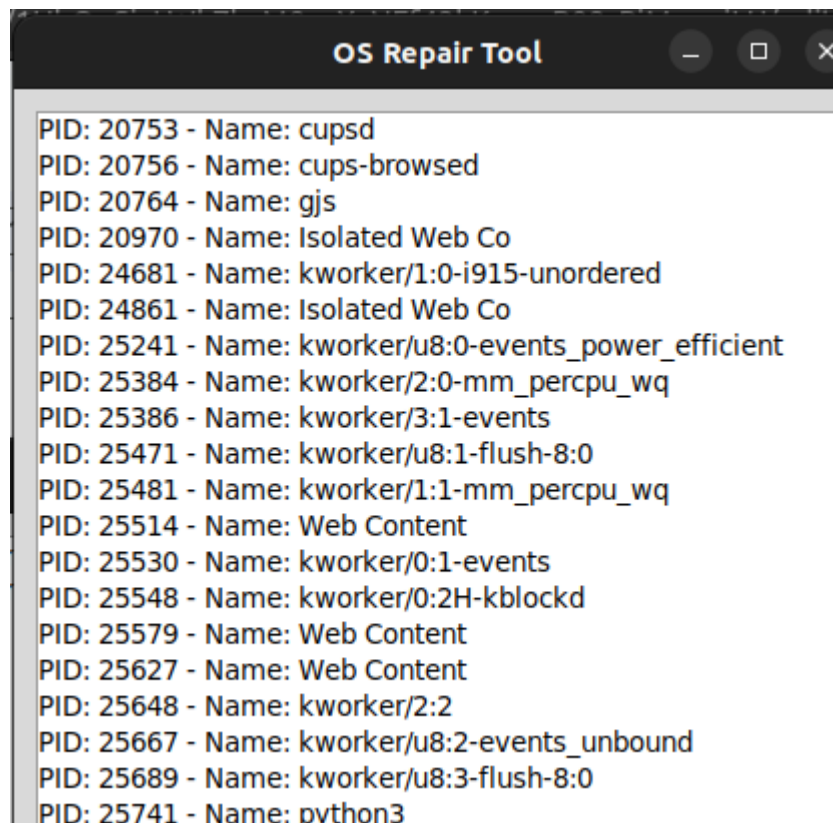 OS Repair Tool
PID: 20753 - Name: cupsd
PID: 20756 - Name: cups-browsed
PID: 20764 - Name: gjs
PID: 20970 - Name: Isolated Web Co
PID: 24681 - Name: kworker/1:0-i915-unordered
PID: 24861 - Name: Isolated Web Co
PID: 25241 - Name: kworker/u8:0-events_power_efficient
PID: 25384 - Name: kworker/2:0-mm_percpu_wq
PID: 25386 - Name: kworker/3:1-events
PID: 25471 - Name: kworker/u8:1-flush-8:0
PID: 25481 - Name: kworker/1:1-mm_percpu_wq
PID: 25514 - Name: Web Content
PID: 25530 - Name: kworker/0:1-events
PID: 25548 - Name: kworker/0:2H-kblockd
PID: 25579 - Name: Web Content
PID: 25627 - Name: Web Content
PID: 25648 - Name: kworker/2:2
PID: 25667 - Name: kworker/u8:2-events_unbound
PID: 25689 - Name: kworker/u8:3-flush-8:0
PID: 25741 - Name: python3